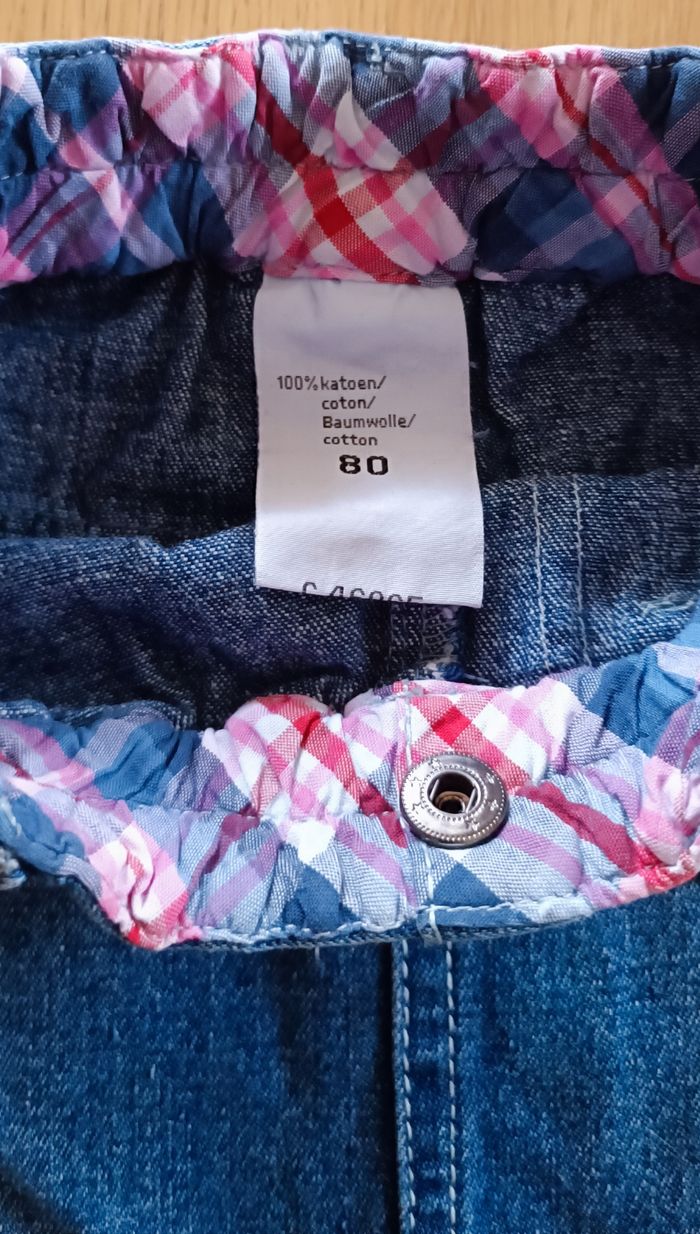 100% katoen/
coton/
Baumwolle/
cotton
80